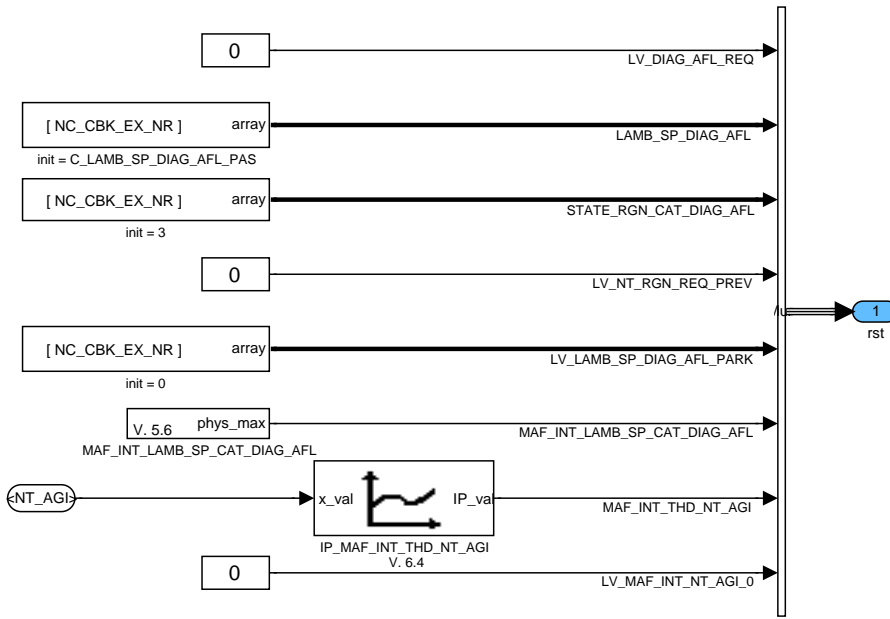 0
LV_DIAG_AFL_REQ
[ NC_CBK_EX_NR ] array
LAMB_SP_DIAG_AFL
init = C_LAMB_SP_DIAG_AFL_PAS
[ NC_CBK_EX_NR ] array
STATE_RGN_CAT_DIAG_AFL
init = 3
0
LV_NT_RGN_REQ_PREV
1
rst
[ NC_CBK_EX_NR ] array
LV_LAMB_SP_DIAG_AFL_PARK
init = 0
V. 5.6 phys_max
MAF_INT_LAMB_SP_CAT_DIAG_AFL
MAF_INT_LAMB_SP_CAT_DIAG_AFL
<NT_AGI>
x_val IP_val
MAF_INT_THD_NT_AGI
IP_MAF_INT_THD_NT_AGI
V. 6.4
0
LV_MAF_INT_NT_AGI_0